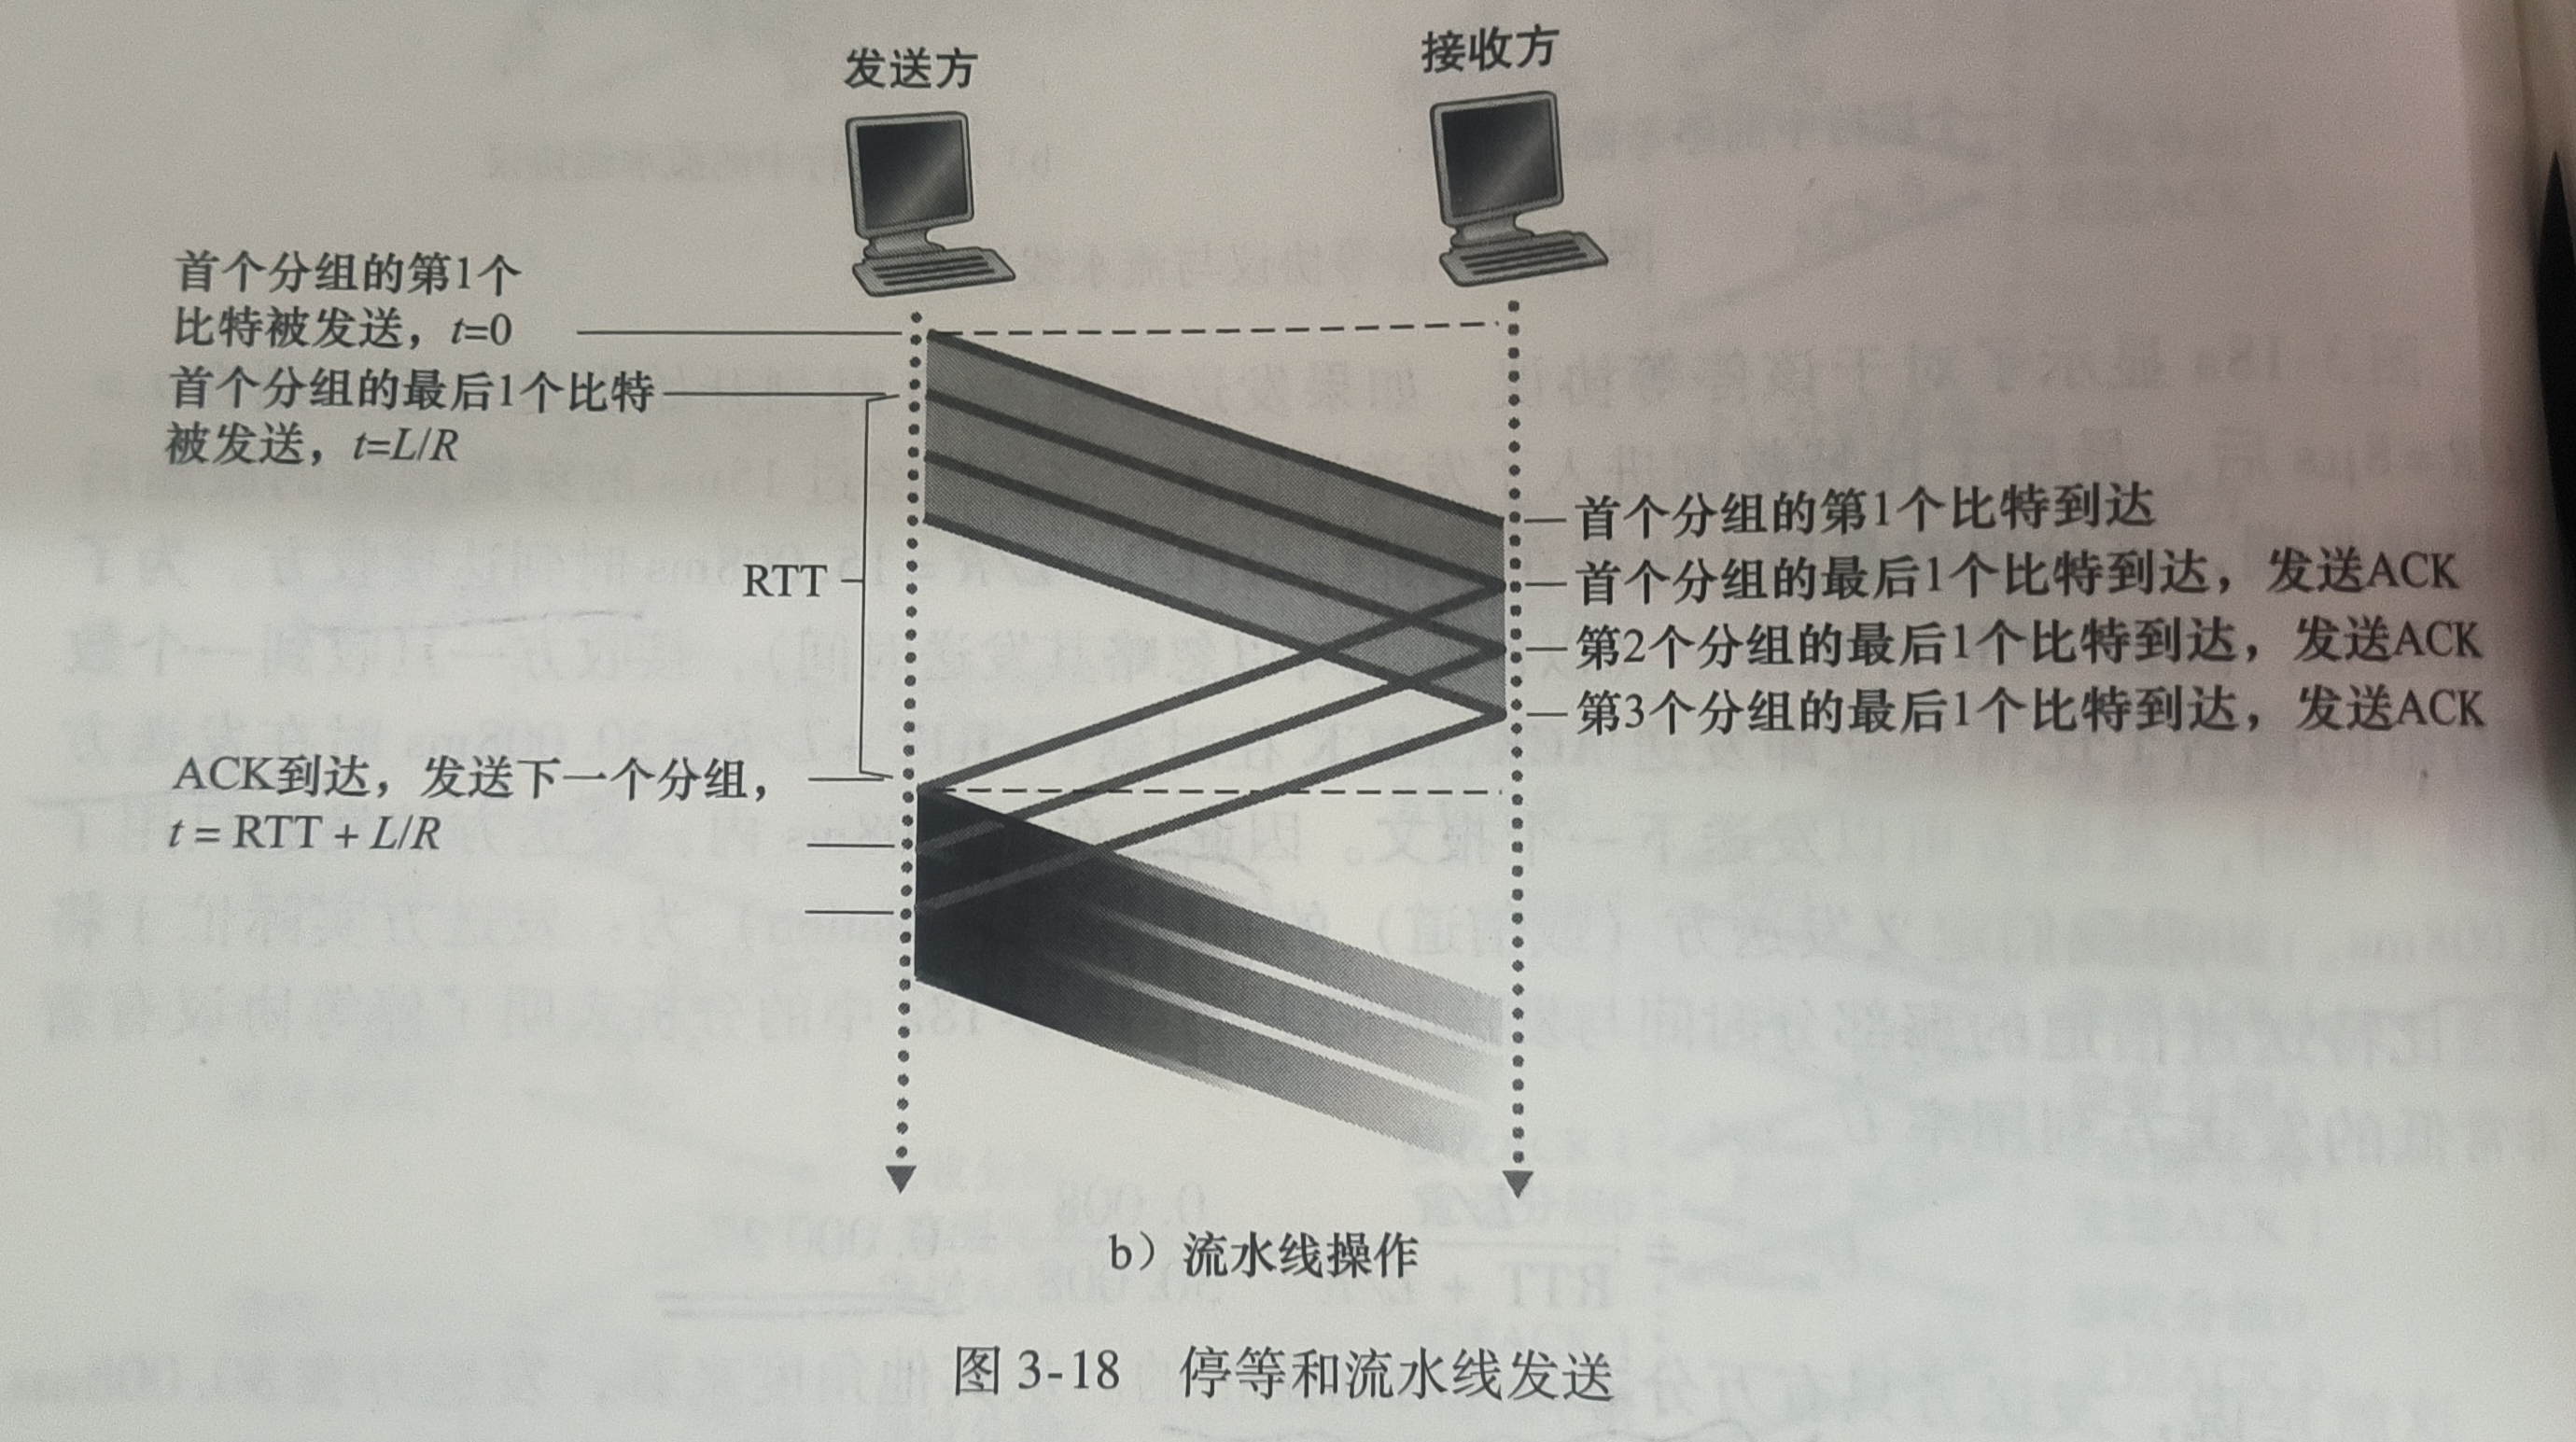 发送方
接收方
首个分组的第1个
比特被发送，t=0
首个分组的最后1个比特
被发送，t=L/R
RTT
首个分组的第1个比特到达
首个分组的最后1个比特到达，发送ACK
第2个分组的最后1个比特到达，发送ACK
第3个分组的最后1个比特到达，发送ACK
ACK到达，发送下一个分组，
t = RTT + L/R
b）流水线操作
图 3-18 停等和流水线发送